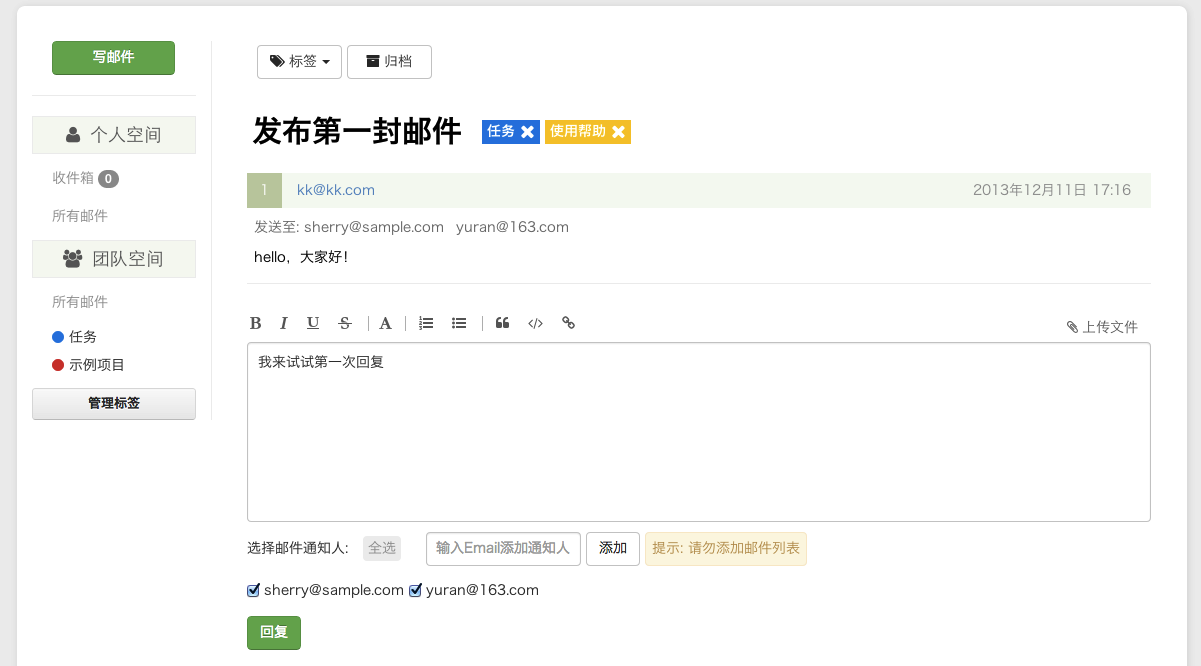 写邮件
个人空间
收件箱 0
所有邮件
团队空间
所有邮件
任务
示例项目
管理标签
标签 归档
发布第一封邮件 任务 使用帮助
1 kk@kk.com 2013年12月11日 17:16
发送至: sherry@sample.com yuran@163.com
hello，大家好！
B I U S A 上传文件
我来试试第一次回复
选择邮件通知人: 全选 输入Email添加通知人 添加 提示: 请勿添加邮件列表
sherry@sample.com yuran@163.com
回复